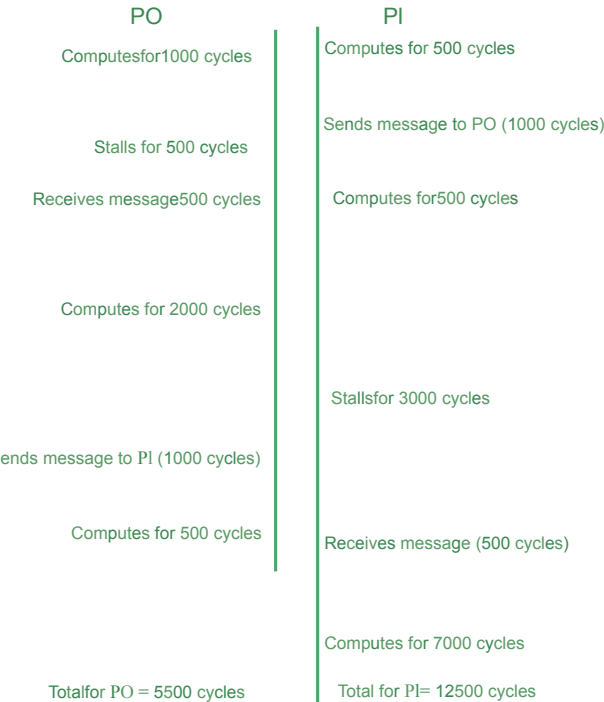 PO
Computesfor1000 cycles
Stalls for 500 cycles
Receives message500 cycles
Computes for 2000 cycles
ends message to Pl (1000 cycles)
Computes for 500 cycles
Totalfor PO = 5500 cycles
Pl
Computes for 500 cycles
Sends message to PO (1000 cycles)
Computes for500 cycles
Stallsfor 3000 cycles
Receives message (500 cycles)
Computes for 7000 cycles
Total for Pl= 12500 cycles